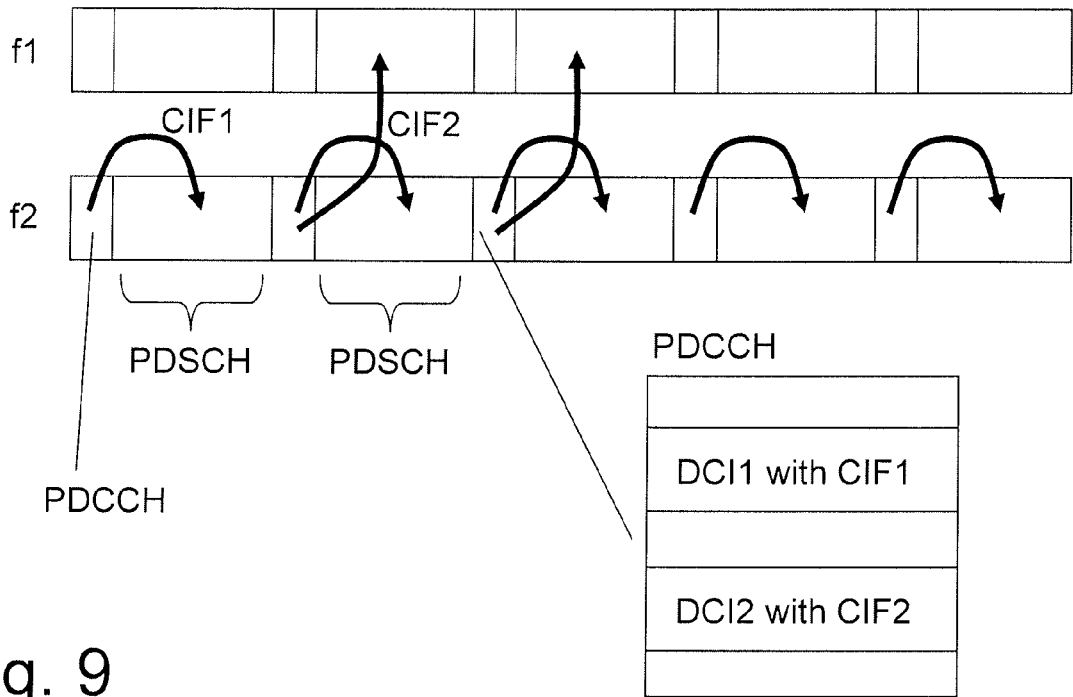 f1
CIF1
CIF2
f2
PDSCH
PDSCH
PDCCH
PDCCH
DCI1 with CIF1
DCI2 with CIF2
g. 9